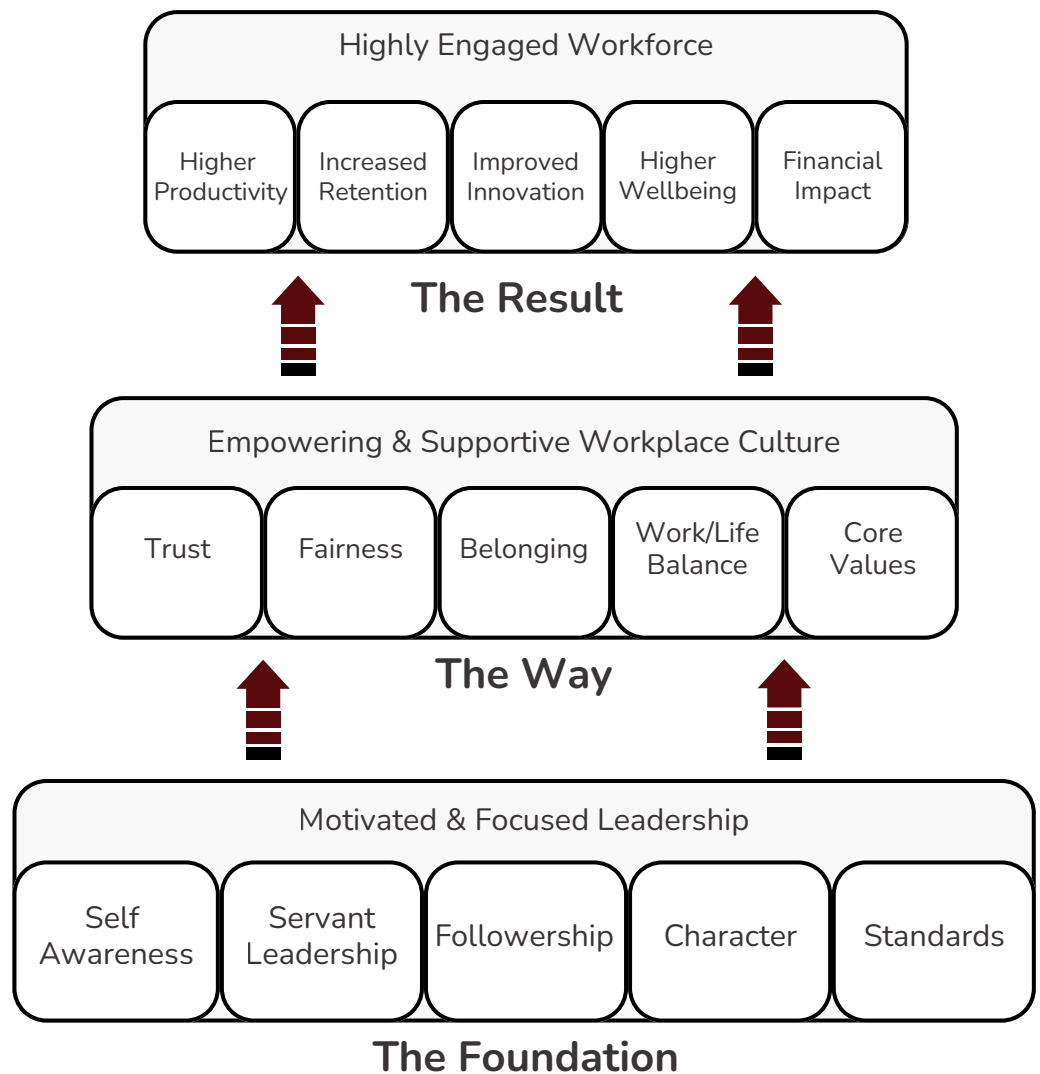 Highly Engaged Workforce
Higher
Productivity
Increased
Retention
Improved
Innovation
Higher
Wellbeing
Financial
Impact
The Result
Empowering & Supportive Workplace Culture
Trust
Fairness
Belonging
Work/Life
Balance
Core
Values
The Way
Motivated & Focused Leadership
Self
Awareness
Servant
Leadership
Followership
Character
Standards
The Foundation